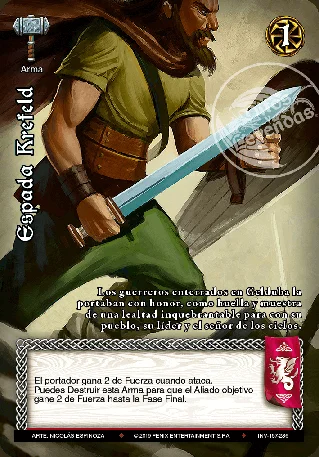 1
Arma
Espada Krefeld
Los guerreros enterrados en Gelduba la
portaban con honor, como huella y muestra
de una lealtad inquebrantable para con su
pueblo, su líder y el señor de los ciclos.
El portador gana 2 de Fuerza cuando ataca.
Puedes Destruir esta Arma para que el Aliado objetivo
gane 2 de Fuerza hasta la Fase Final.
ARTE: NICOLÁS ESPINOZA
©2019 FENIX ENTERTAINMENT SPA